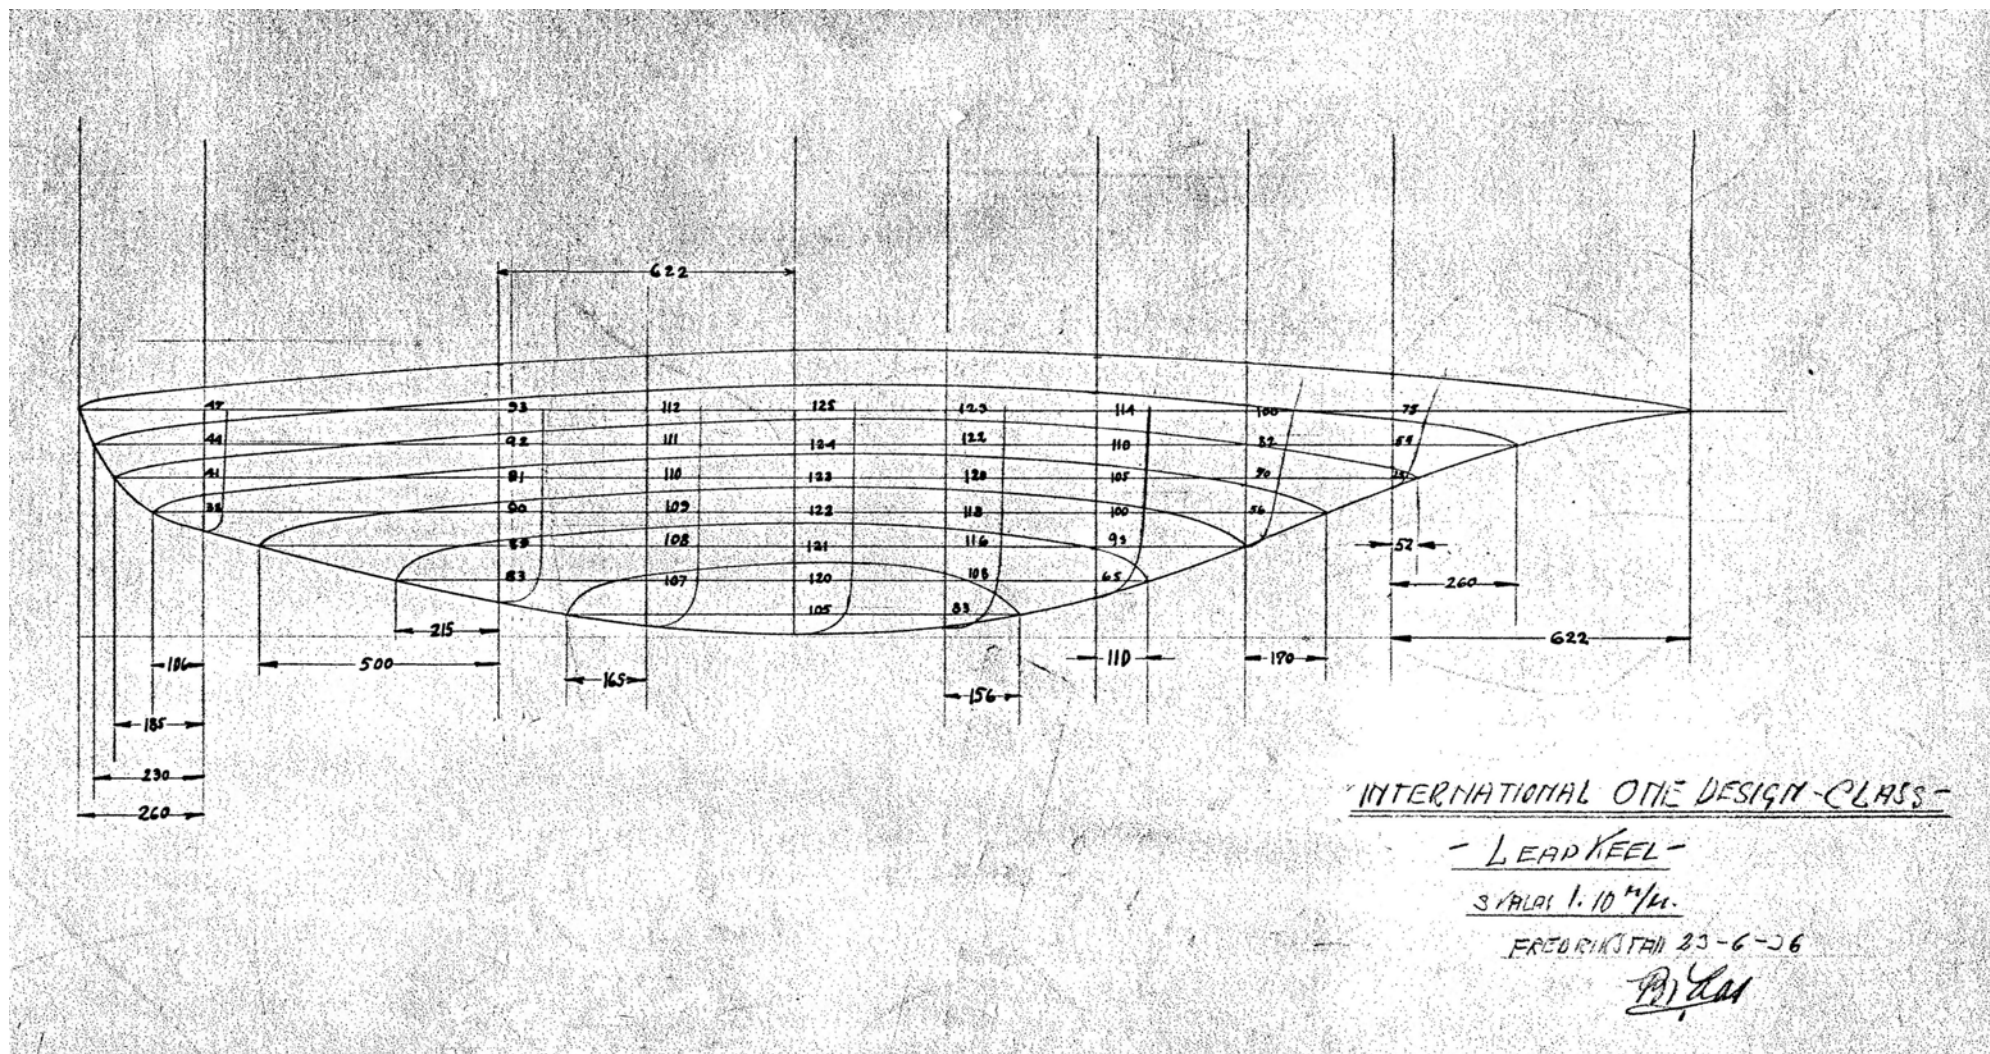 622
47 93 112 125 123 114 100 75
44 92 111 124 122 110 82
41 91 110 123 120 105 70
90 109 122 118 100 56
89 108 121 116 93
83 107 120 108 65
105 83
52
260
215
622
106 500 110 170
165
156
185
230
260
INTERNATIONAL ONE DESIGN-CLASS-
- LEAD KEEL -
1:10 M/M.
FREDRIKSTAD 23-6-36